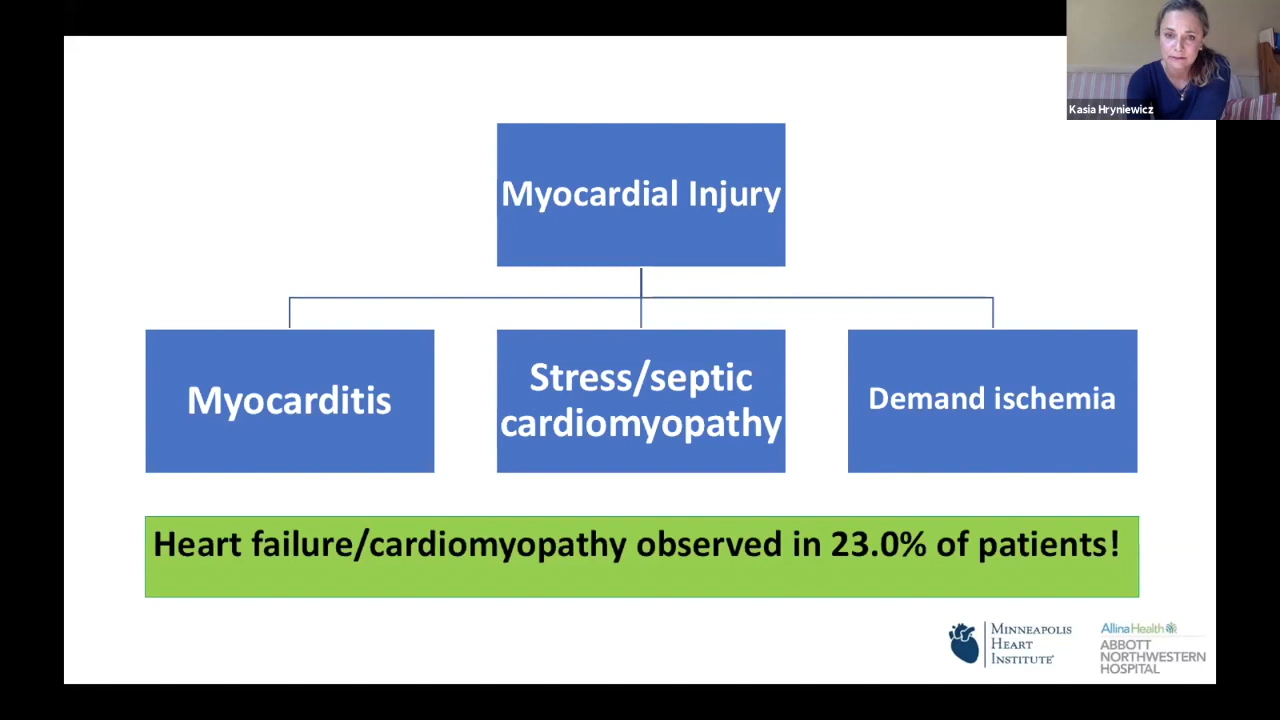 Kasia Hryniewicz
Myocardial Injury
Myocarditis
Stress/septic
cardiomyopathy
Demand ischemia
Heart failure/cardiomyopathy observed in 23.0% of patients!
MINNEAPOLIS
HEART
INSTITUTE
Allina Health
ABBOTT
NORTHWESTERN
HOSPITAL